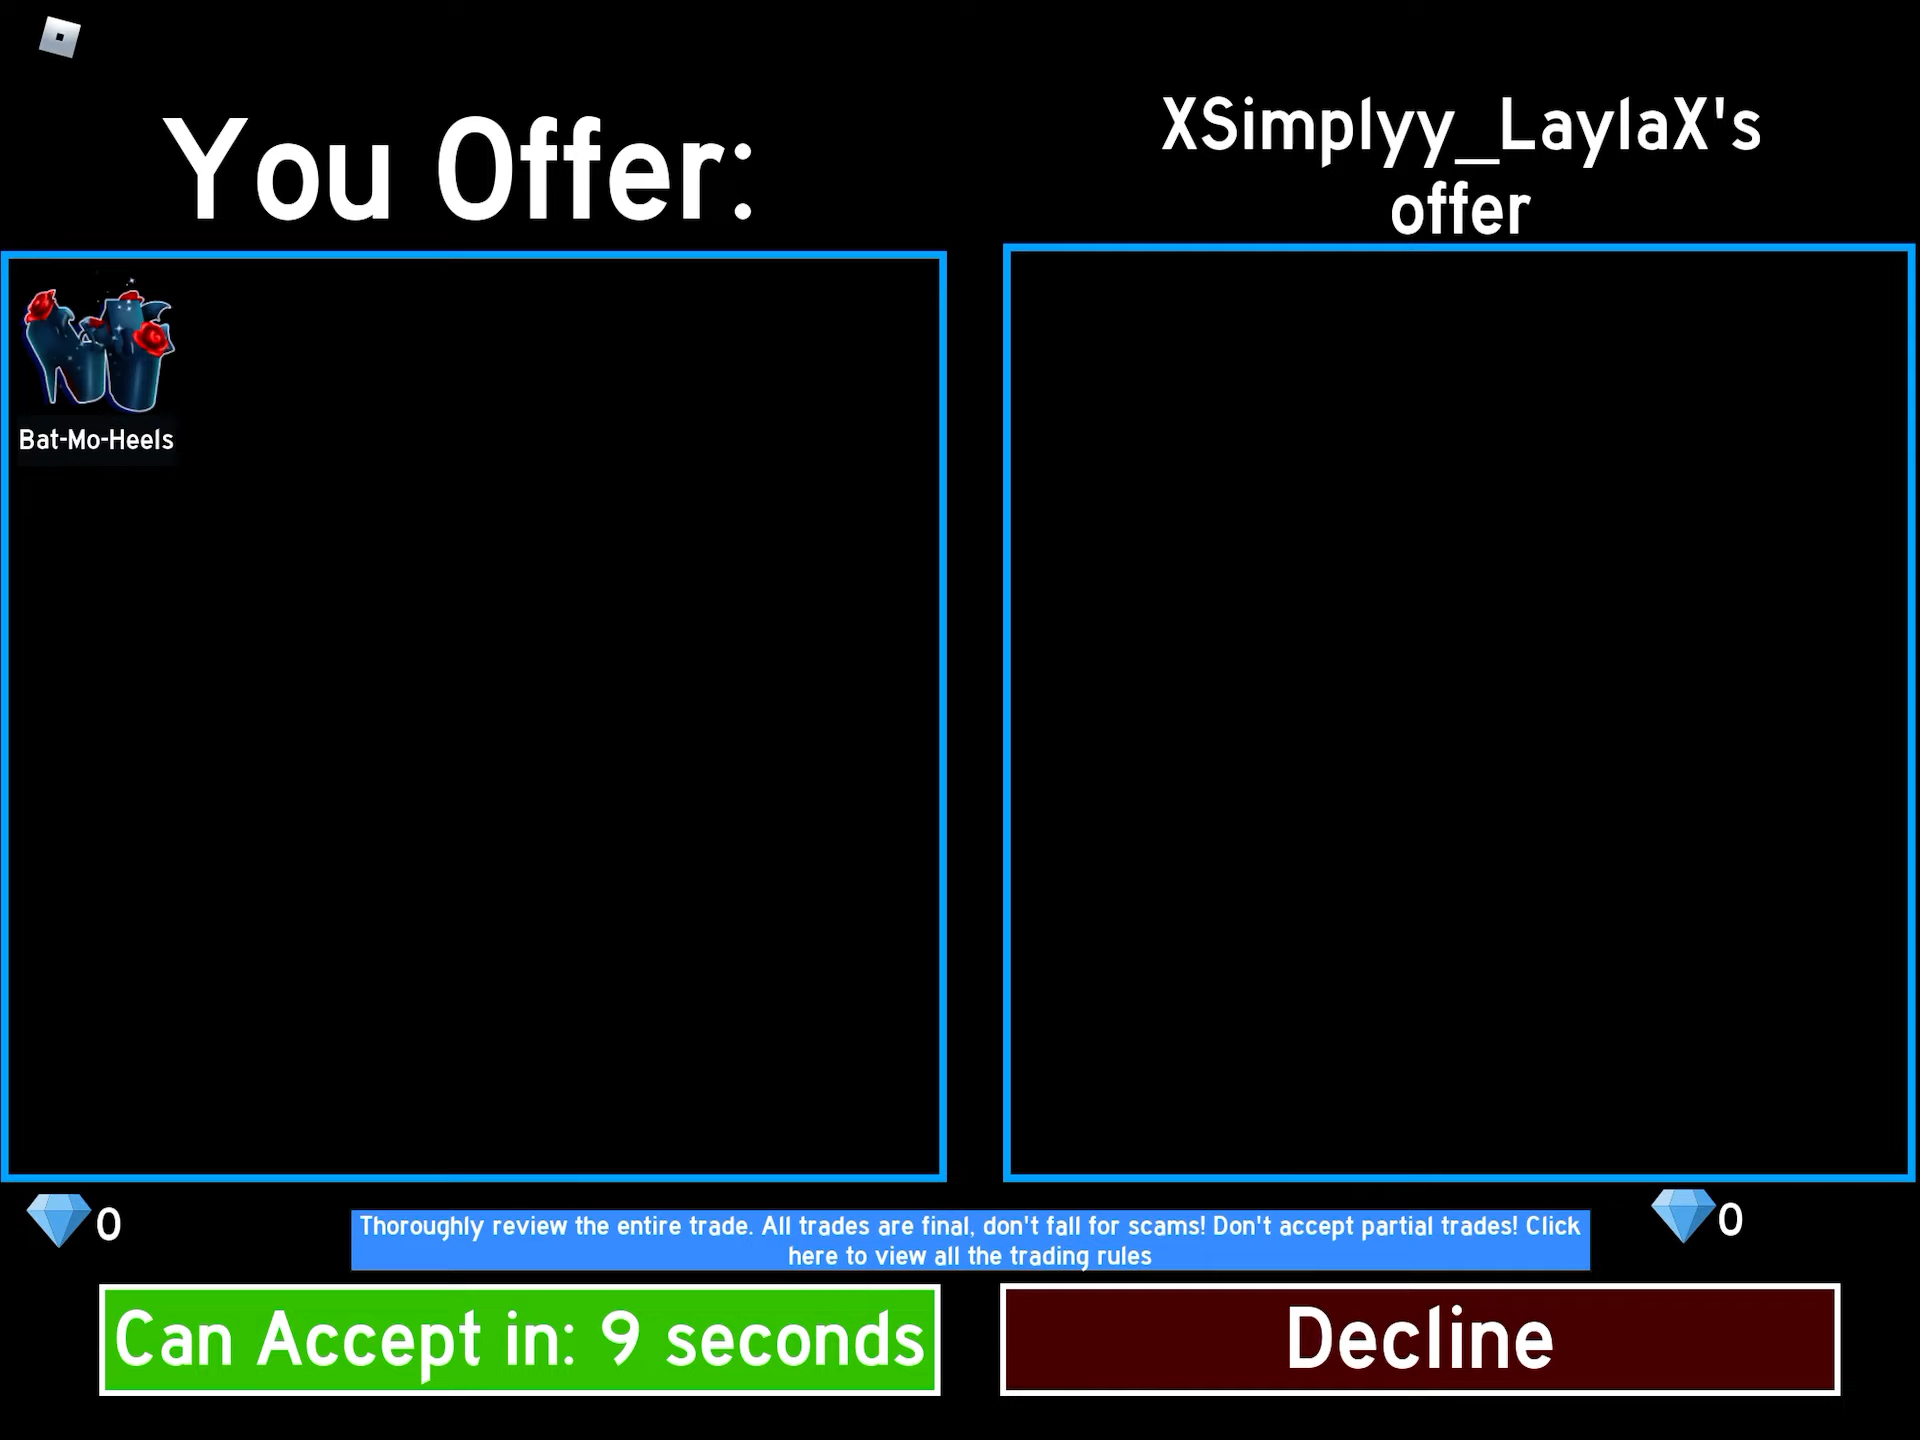 You Offer:
XSimplyy_LaylaX's
offer
Bat-Mo-Heels
0
0
Thoroughly review the entire trade. All trades are final, don't fall for scams! Don't accept partial trades! Click
here to view all the trading rules
Can Accept in: 9 seconds
Decline